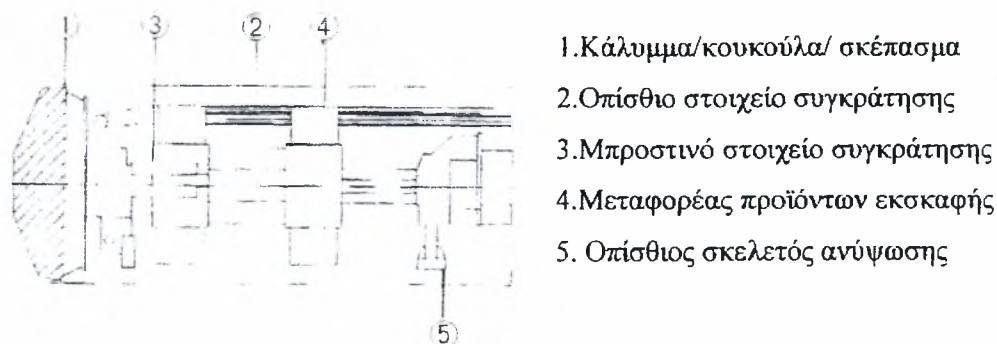 1 3 2 4
1.Κάλυμμα/κουκούλα/ σκέπασμα
2.Οπίσθιο στοιχείο συγκράτησης
3.Μπροστινό στοιχείο συγκράτησης
4.Μεταφορέας προϊόντων εκσκαφής
5. Οπίσθιος σκελετός ανύψωσης
5